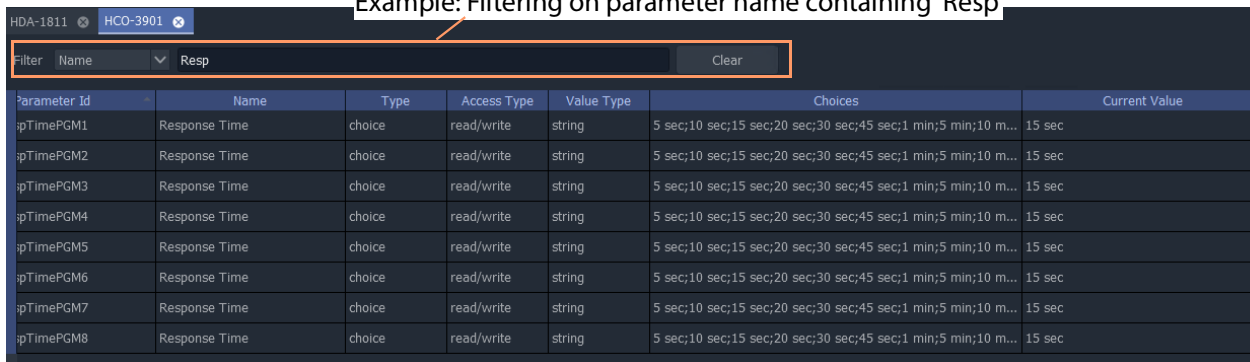 Example: Filtering on parameter name containing 'Resp'
HDA-1811 HCO-3901
Filter Name Resp Clear
Parameter Id Name Type Access Type Value Type Choices Current Value
spTimePGM1 Response Time choice read/write string 5 sec;10 sec;15 sec;20 sec;30 sec;45 sec;1 min;5 min;10 m... 15 sec
spTimePGM2 Response Time choice read/write string 5 sec;10 sec;15 sec;20 sec;30 sec;45 sec;1 min;5 min;10 m... 15 sec
spTimePGM3 Response Time choice read/write string 5 sec;10 sec;15 sec;20 sec;30 sec;45 sec;1 min;5 min;10 m... 15 sec
spTimePGM4 Response Time choice read/write string 5 sec;10 sec;15 sec;20 sec;30 sec;45 sec;1 min;5 min;10 m... 15 sec
spTimePGM5 Response Time choice read/write string 5 sec;10 sec;15 sec;20 sec;30 sec;45 sec;1 min;5 min;10 m... 15 sec
spTimePGM6 Response Time choice read/write string 5 sec;10 sec;15 sec;20 sec;30 sec;45 sec;1 min;5 min;10 m... 15 sec
spTimePGM7 Response Time choice read/write string 5 sec;10 sec;15 sec;20 sec;30 sec;45 sec;1 min;5 min;10 m... 15 sec
spTimePGM8 Response Time choice read/write string 5 sec;10 sec;15 sec;20 sec;30 sec;45 sec;1 min;5 min;10 m... 15 sec